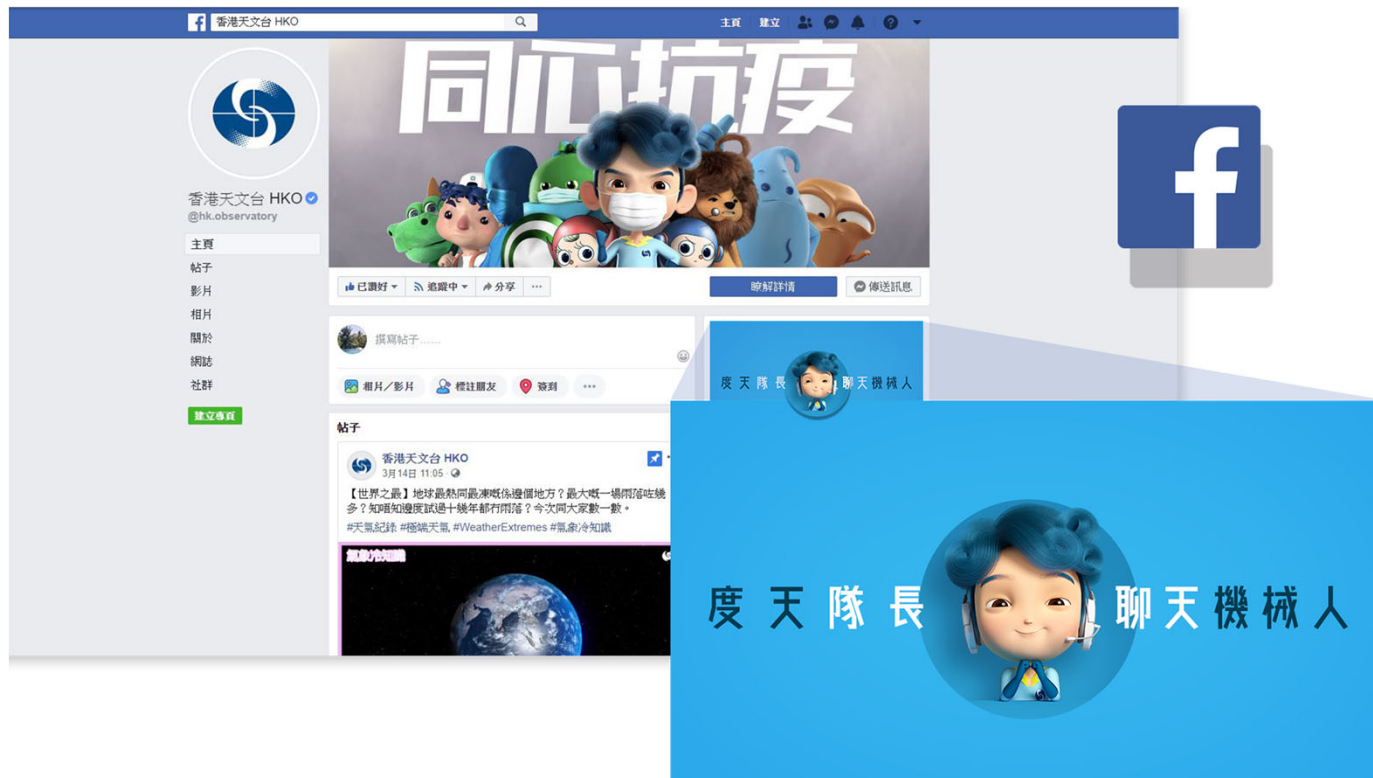 香港天文台 HKO
主頁 建立
同心抗疫
香港天文台 HKO
@hk.observatory
主頁
帖子
影片
相片
關於
網誌
社群
建立專頁
已讚好 追蹤中 分享 ...
瞭解詳情 傳送訊息
撰寫帖子......
相片／影片 標註朋友 簽到 ...
度天隊長 聊天機械人
帖子
香港天文台 HKO
3月14日 11:05
【世界之最】地球最熱同最凍嘅係邊個地方？最大嘅一場雨落咗幾
多？知唔知邊度試過十幾年都冇雨落？今次同大家數一數。
#天氣記錄 #極端天氣 #WeatherExtremes #氣象冷知識
氣象冷知識
度天隊長 聊天機械人